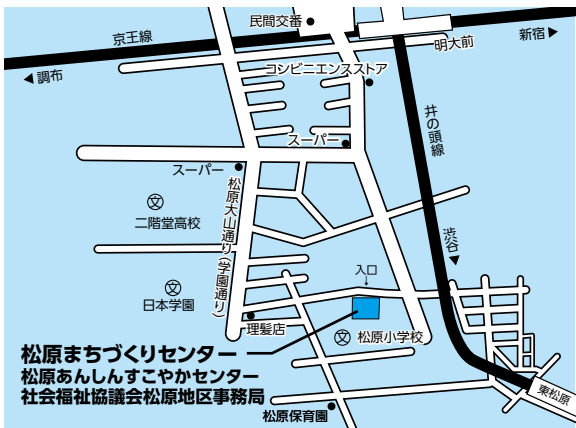 民間交番
京王線
新宿▶
明大前
◀調布
コンビニエンスストア
井の頭線
スーパー
スーパー
松原大山通り(学園通り)
文
二階堂高校
渋谷▶
入口
↓
文
日本学園
理髪店
文 松原小学校
松原まちづくりセンター
松原あんしんすこやかセンター
社会福祉協議会松原地区事務局
東松原
松原保育園